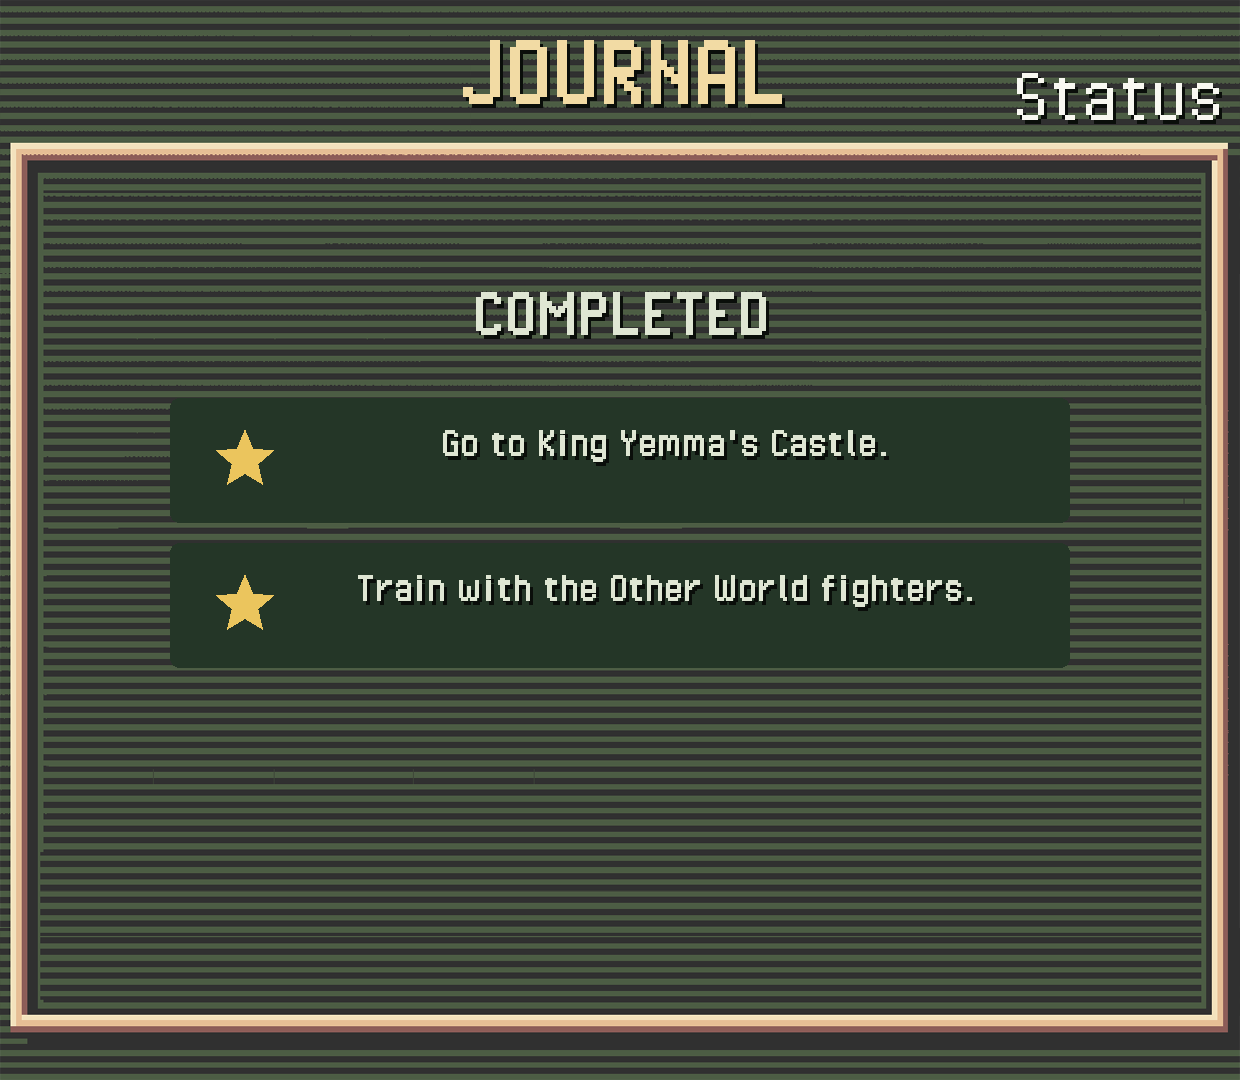 JOURNAL
Status
COMPLETED
Go to King Yemma's Castle.
Train with the Other World fighters.